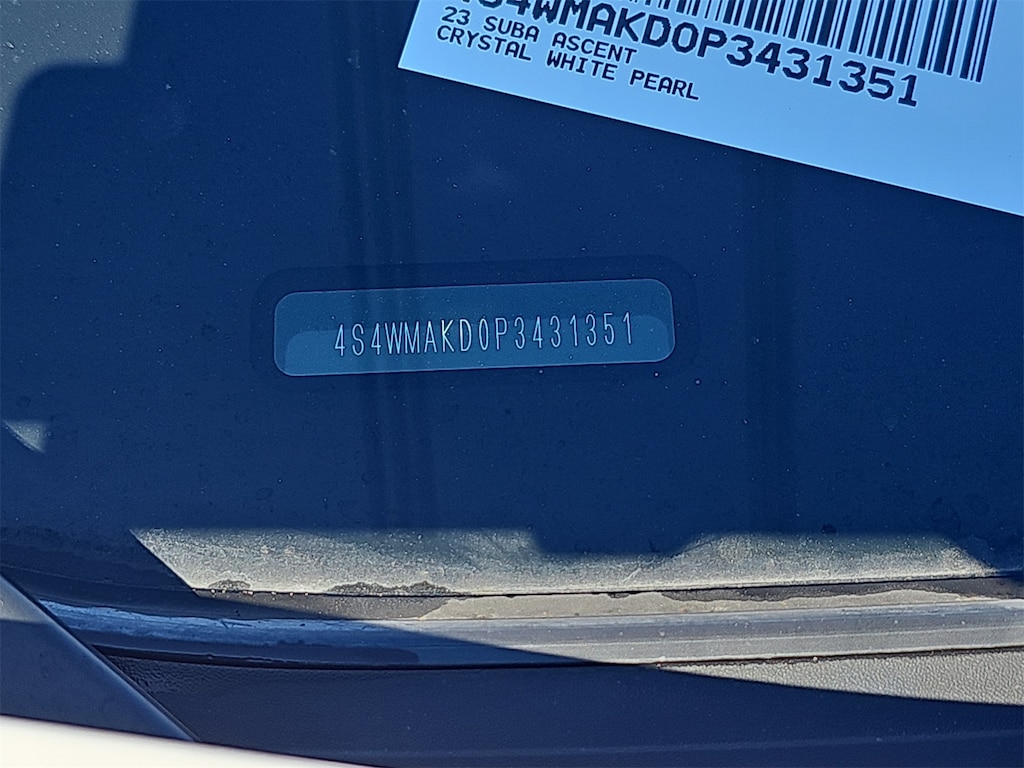 4S4WMAKD0P3431351
23 SUBA ASCENT
CRYSTAL WHITE PEARL
4S4WMAKD0P3431351